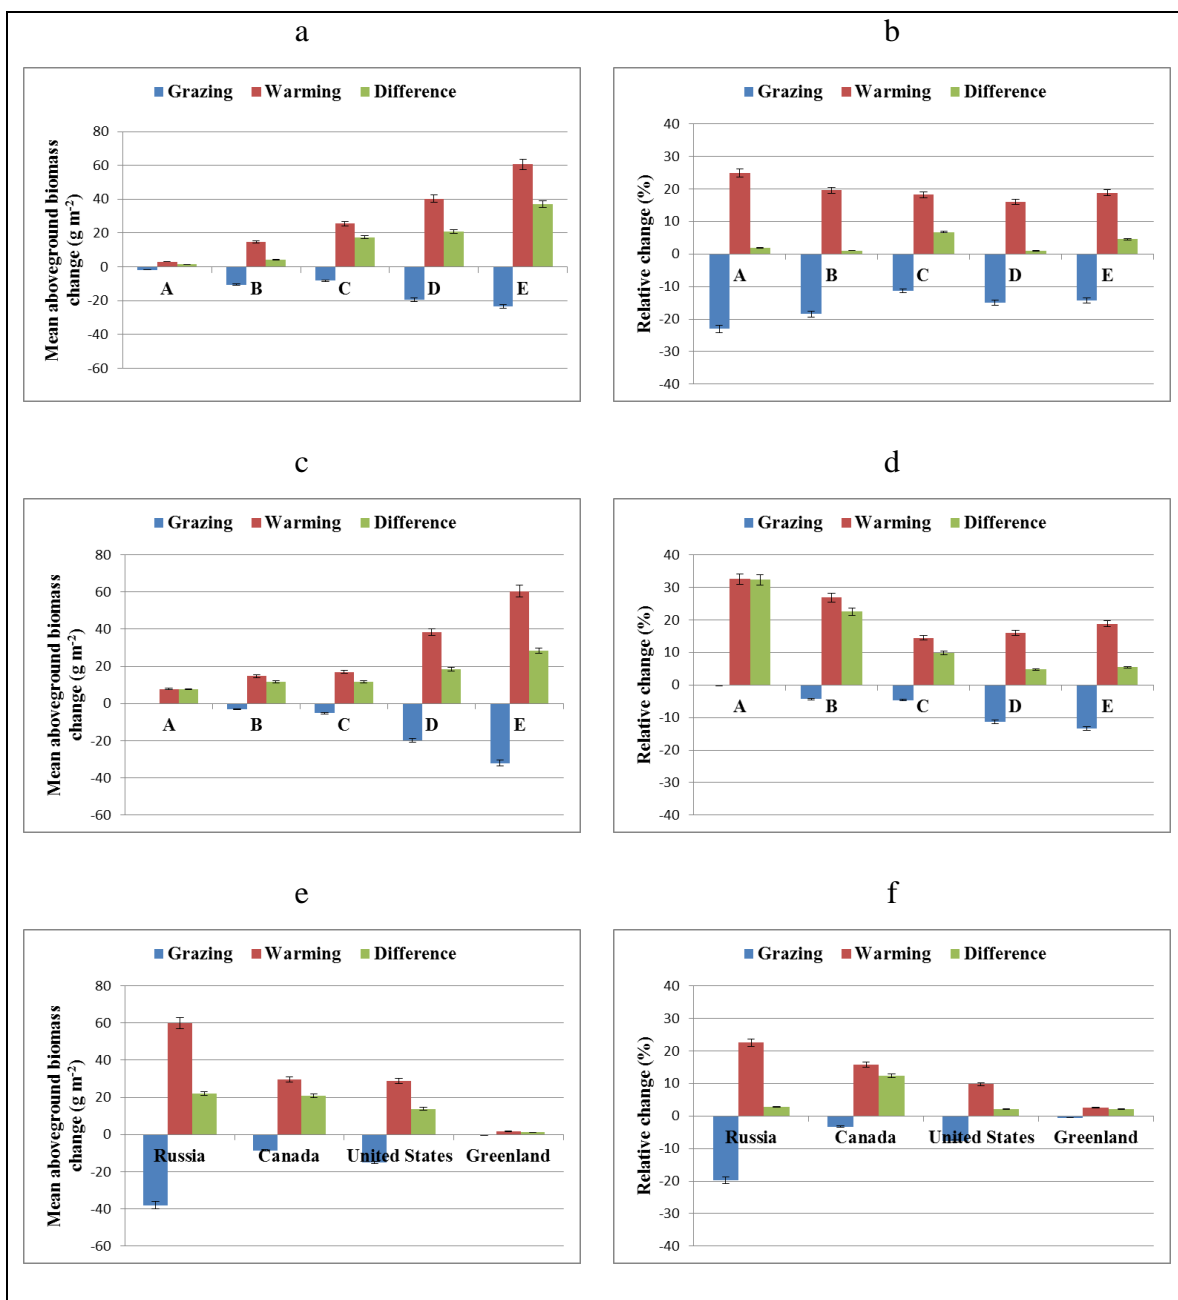 a
Grazing Warming Difference
Mean aboveground biomass
change (g m-2)
80
60
40
20
0
-20
-40
-60
A B C D E
b
Grazing Warming Difference
Relative change (%)
40
30
20
10
0
-10
-20
-30
-40
A B C D E
c
Grazing Warming Difference
Mean aboveground biomass
change (g m-2)
80
60
40
20
0
-20
-40
-60
A B C D E
d
Grazing Warming Difference
Relative change (%)
40
30
20
10
0
-10
-20
-30
-40
A B C D E
e
Grazing Warming Difference
Mean aboveground biomass
change (g m-2)
80
60
40
20
0
-20
-40
-60
Russia Canada United States Greenland
f
Grazing Warming Difference
Relative change (%)
40
30
20
10
0
-10
-20
-30
-40
Russia Canada United States Greenland